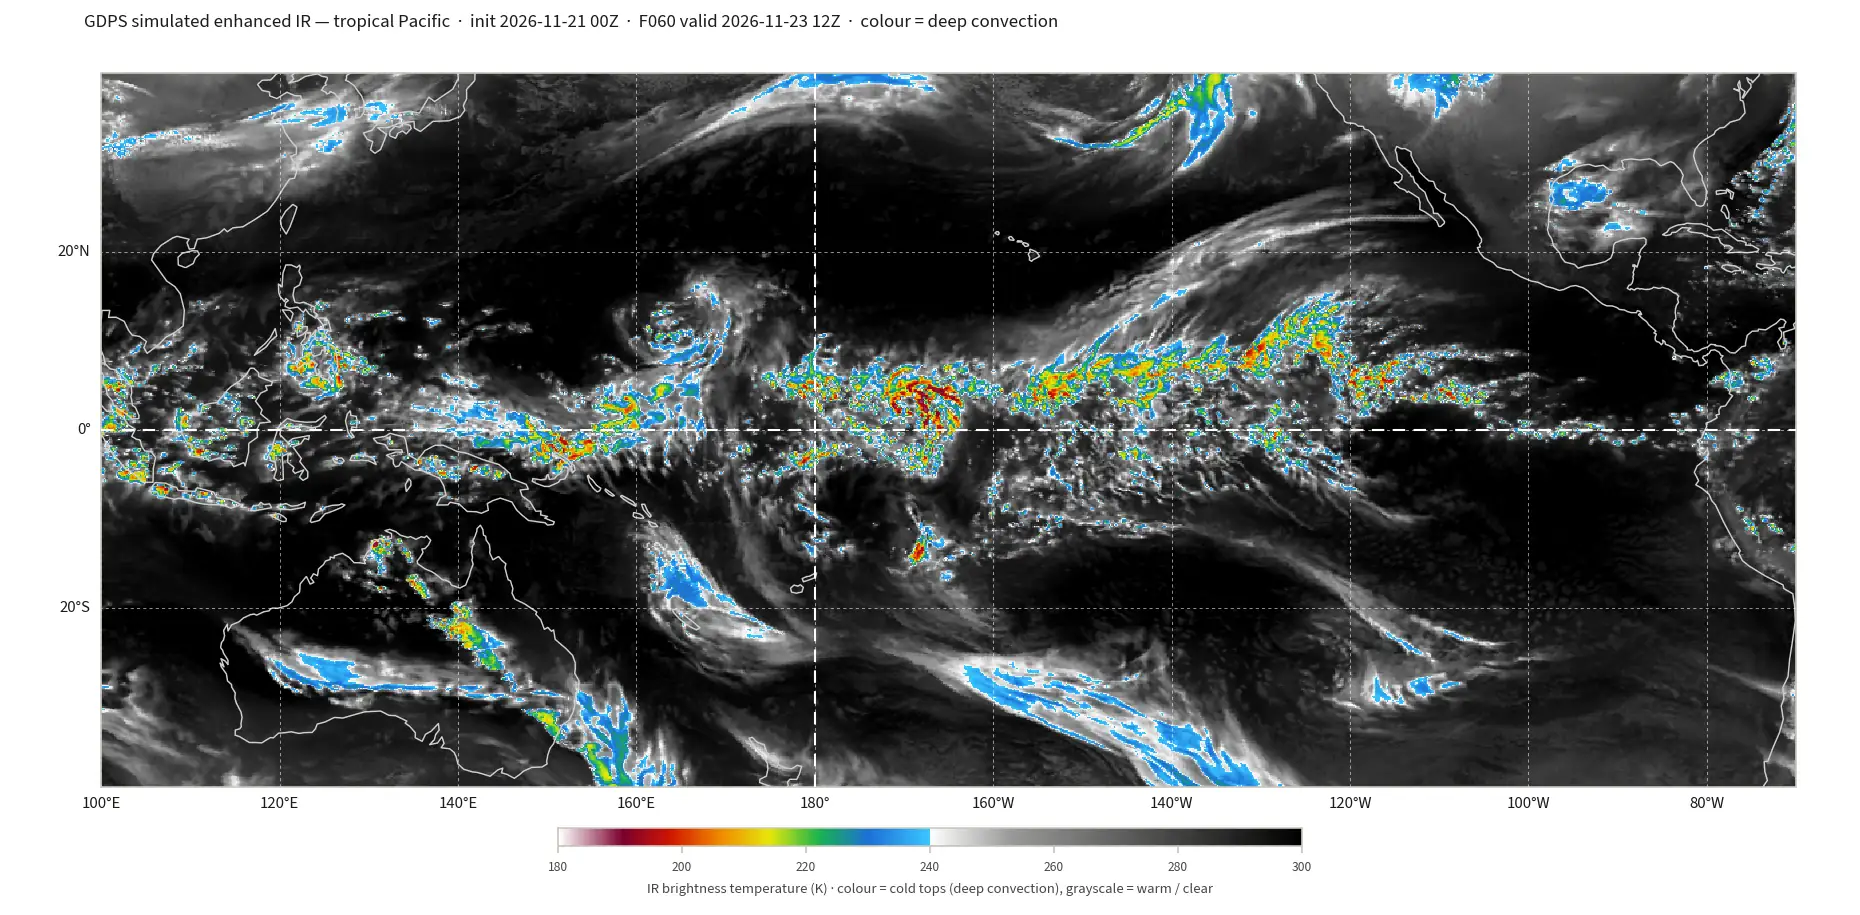 GDPS simulated enhanced IR — tropical Pacific · init 2026-11-21 00Z · F060 valid 2026-11-23 12Z · colour = deep convection
20°N
0°
20°S
100°E 120°E 140°E 160°E 180° 160°W 140°W 120°W 100°W 80°W
180 200 220 240 260 280 300
IR brightness temperature (K) · colour = cold tops (deep convection), grayscale = warm / clear